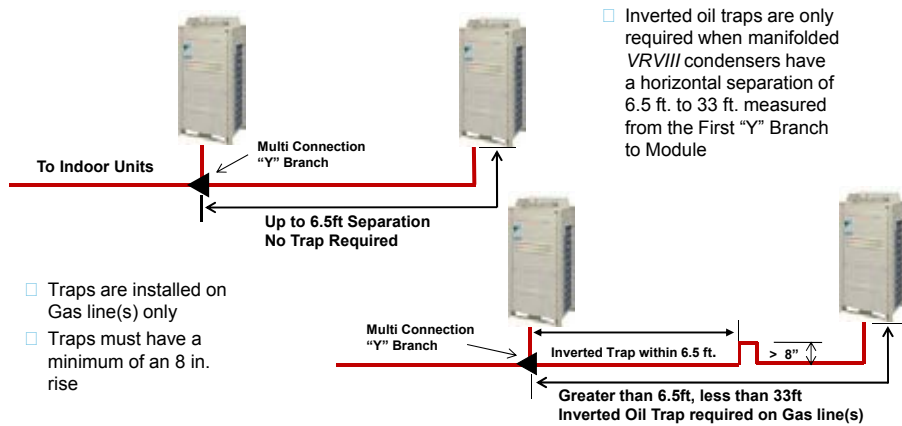 Inverted oil traps are only
required when manifolded
VRVIII condensers have
a horizontal separation of
6.5 ft. to 33 ft. measured
from the First “Y” Branch
to Module
Multi Connection
“Y” Branch
To Indoor Units
Up to 6.5ft Separation
No Trap Required
Traps are installed on
Gas line(s) only
Traps must have a
minimum of an 8 in.
rise
Multi Connection
“Y” Branch
Inverted Trap within 6.5 ft.
> 8”
Greater than 6.5ft, less than 33ft
Inverted Oil Trap required on Gas line(s)